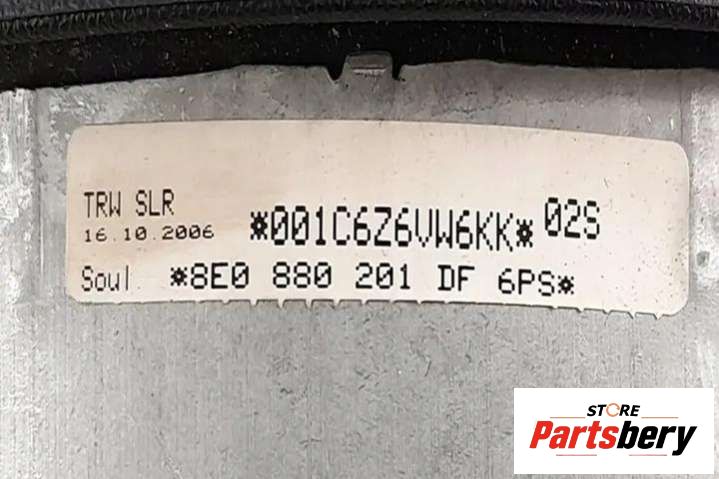 TRW SLR
16.10.2006
*001C6Z6VW6KK* 02S
Soul *8E0 880 201 DF 6PS*
STORE
Partsbery